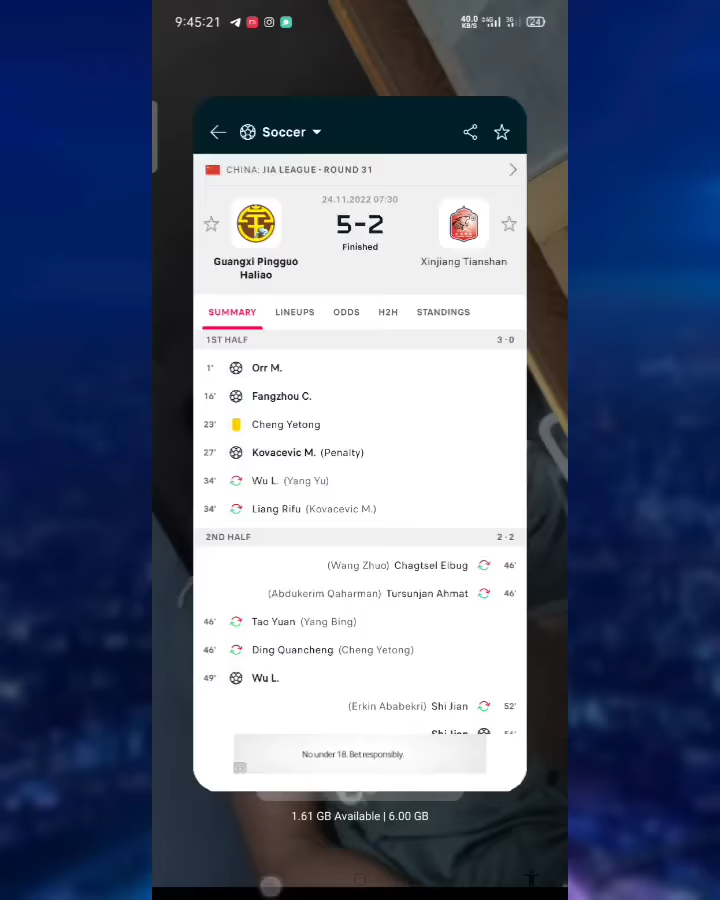 9:45:21
40.0 KB/S 24
Soccer
CHINA: JIA LEAGUE - ROUND 31
24.11.2022 07:30
5-2
Finished
Guangxi Pingguo
Haliao
Xinjiang Tianshan
SUMMARY LINEUPS ODDS H2H STANDINGS
1ST HALF 3 - 0
1' Orr M.
16' Fangzhou C.
23' Cheng Yetong
27' Kovacevic M. (Penalty)
34' Wu L. (Yang Yu)
34' Liang Rifu (Kovacevic M.)
2ND HALF 2 - 2
(Wang Zhuo) Chagtsel Elbug 46'
(Abdukerim Qaharman) Tursunjan Ahmat 46'
46' Tao Yuan (Yang Bing)
46' Ding Quancheng (Cheng Yetong)
49' Wu L.
(Erkin Ababekri) Shi Jian 52'
Shi Jian
No under 18. Bet responsibly.
1.61 GB Available | 6.00 GB